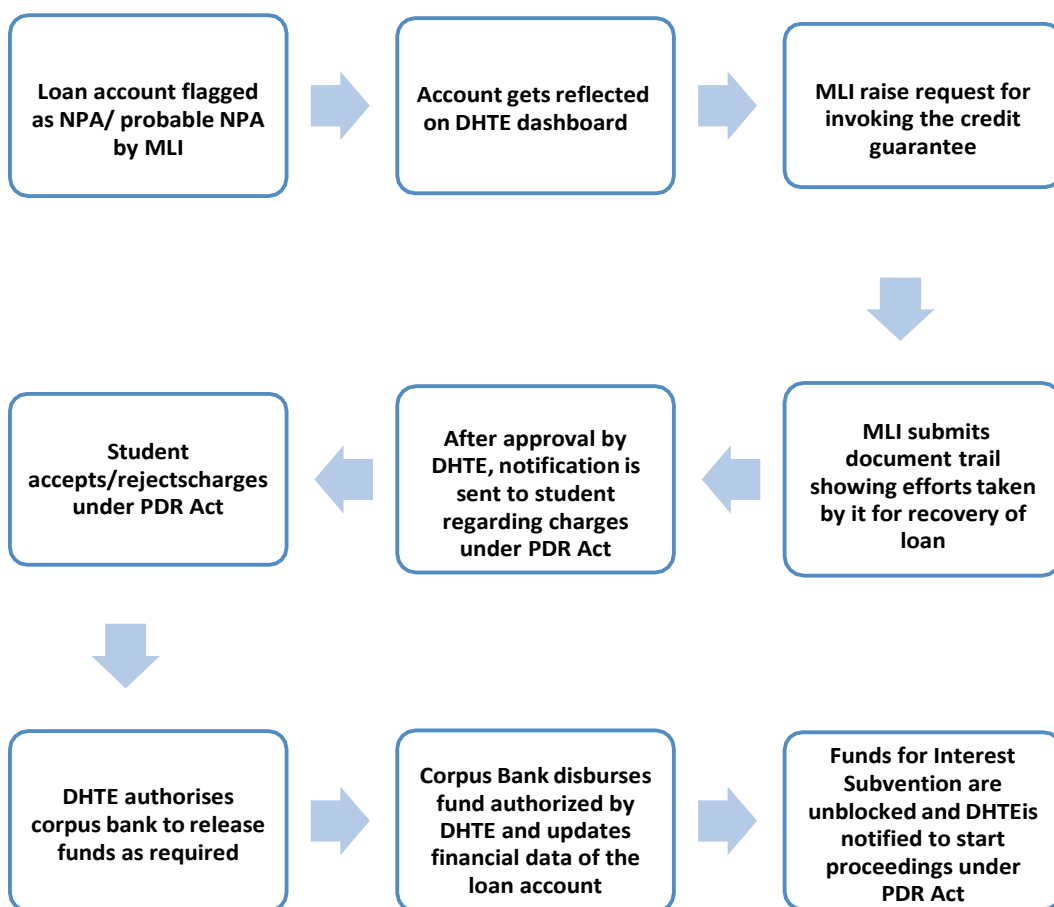 Loan account flagged
as NPA/ probable NPA
by MLI
Account gets reflected
on DHTE dashboard
MLI raise request for
invoking the credit
guarantee
MLI submits
document trail
showing efforts taken
by it for recovery of
loan
After approval by
DHTE, notification is
sent to student
regarding charges
under PDR Act
Student
accepts/rejectscharges
under PDR Act
DHTE authorises
corpus bank to release
funds as required
Corpus Bank disburses
fund authorized by
DHTE and updates
financial data of the
loan account
Funds for Interest
Subvention are
unblocked and DHTEis
notified to start
proceedings under
PDR Act